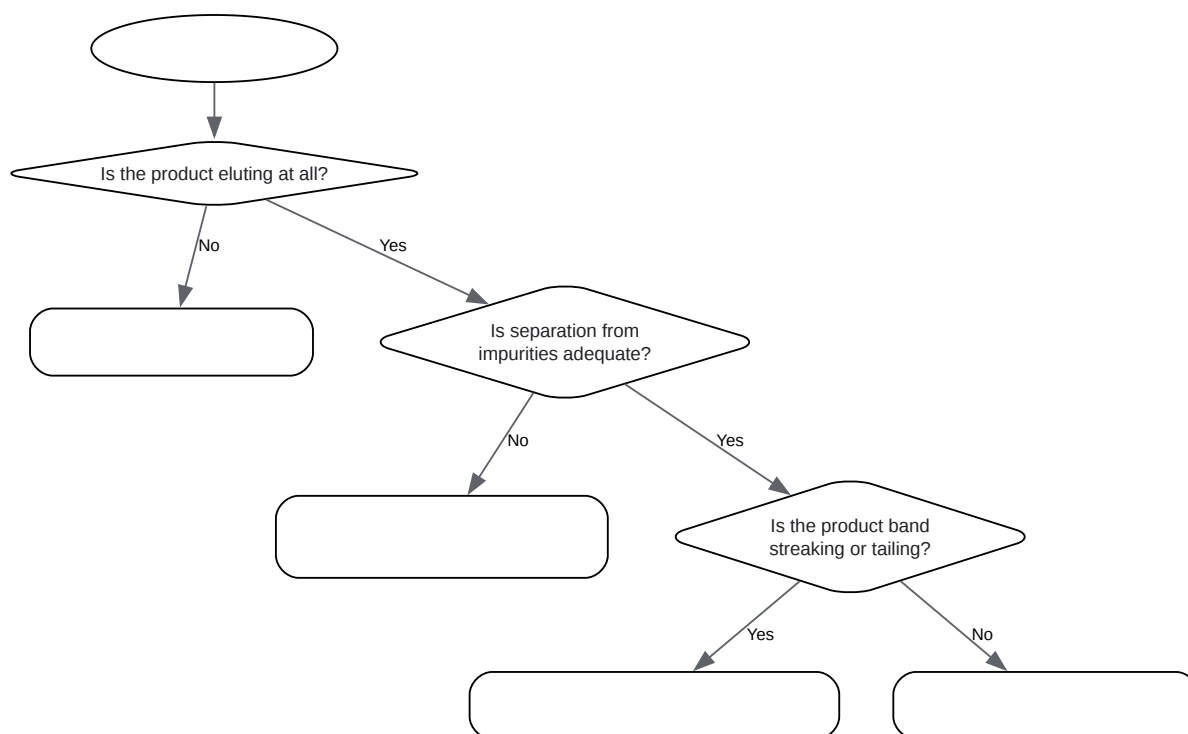 Is the product eluting at all?
No
Yes
Is separation from
impurities adequate?
No
Yes
Is the product band
streaking or tailing?
Yes
No